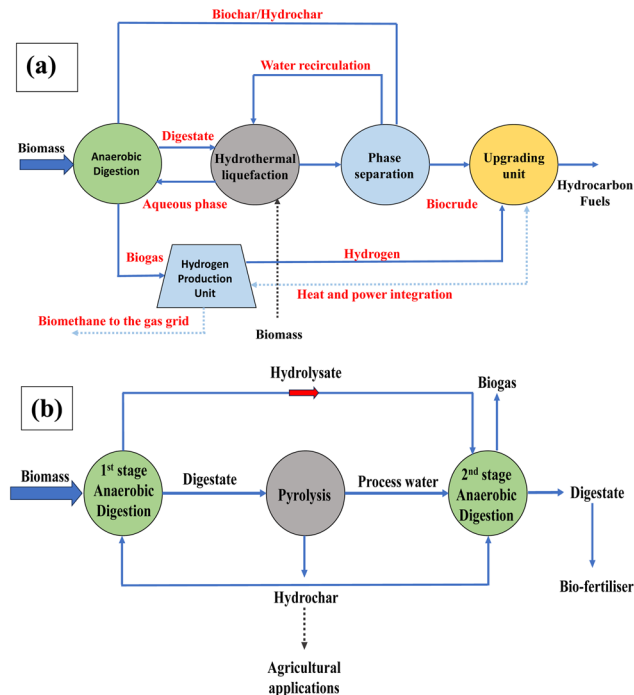 Biochar/Hydrochar
(a)
Water recirculation
Biomass
Anaerobic
Digestion
Digestate
Hydrothermal
liquefaction
Phase
separation
Upgrading
unit
Aqueous phase
Biocrude
Hydrocarbon
Fuels
Biogas
Hydrogen
Production
Unit
Hydrogen
Heat and power integration
Biomethane to the gas grid
Biomass
(b)
Hydrolysate
Biogas
Biomass
1st stage
Anaerobic
Digestion
Digestate
Pyrolysis
Process water
2nd stage
Anaerobic
Digestion
Digestate
Hydrochar
Bio-fertiliser
Agricultural
applications